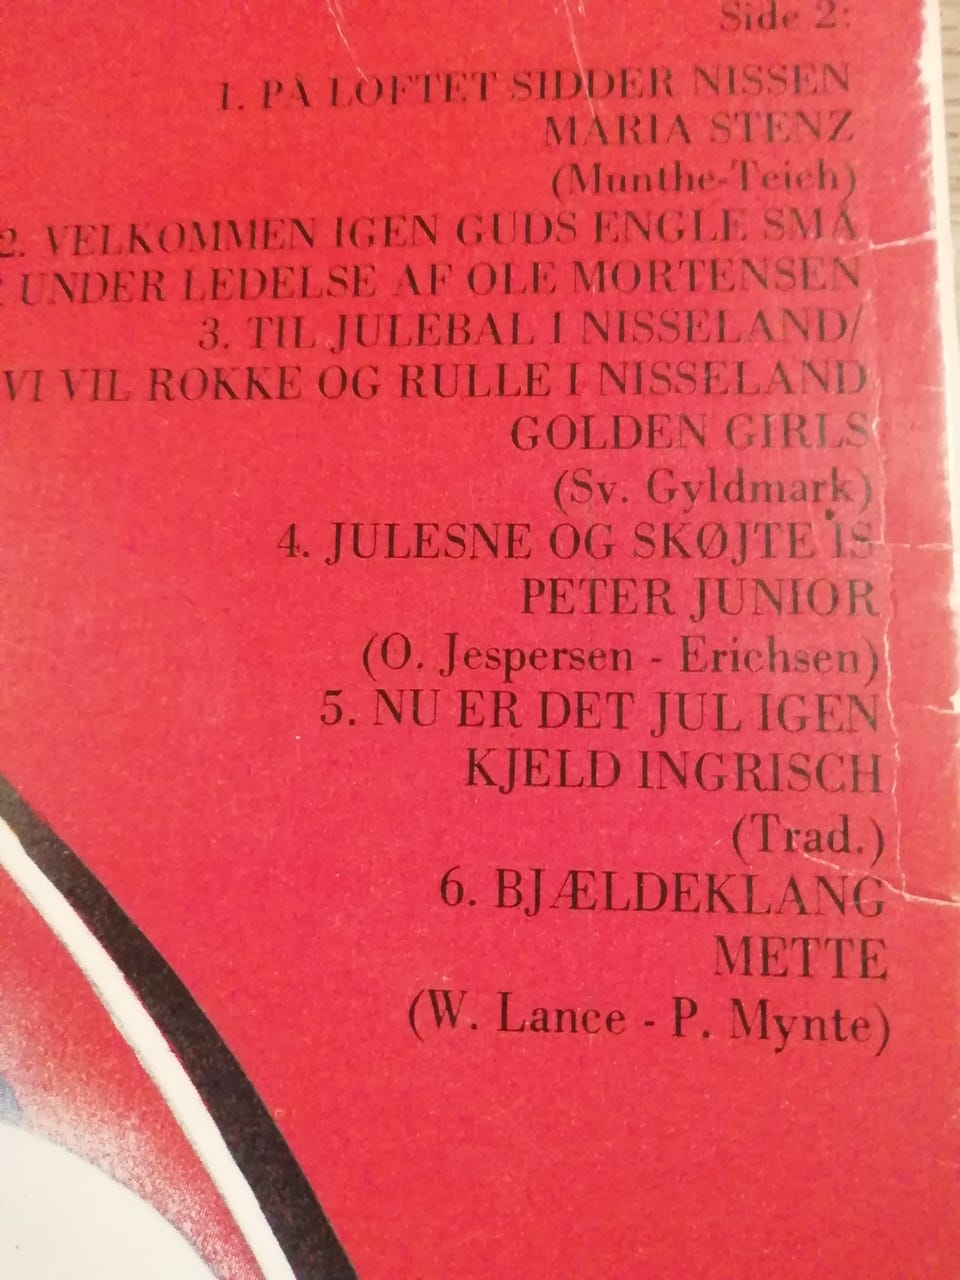 Side 2:
1. PÅ LOFTET SIDDER NISSEN
MARIA STENZ
(Munthe-Teich)
2. VELKOMMEN IGEN GUDS ENGLE SMÅ
UNDER LEDELSE AF OLE MORTENSEN
3. TIL JULEBAL I NISSELAND/
VI VIL ROKKE OG RULLE I NISSELAND
GOLDEN GIRLS
(Sv. Gyldmark)
4. JULESNE OG SKØJTE IS
PETER JUNIOR
(O. Jespersen - Erichsen)
5. NU ER DET JUL IGEN
KJELD INGRISCH
(Trad.)
6. BJÆLDEKLANG
METTE
(W. Lance - P. Mynte)